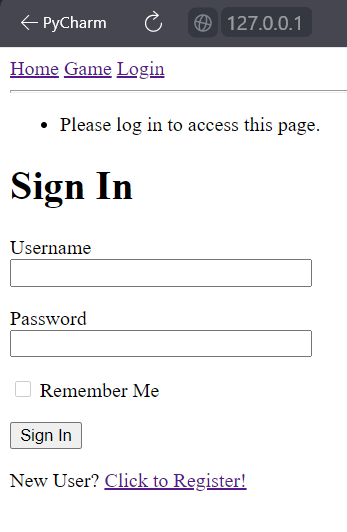 PyCharm 127.0.0.1
Home Game Login
Please log in to access this page.
Sign In
Username
Password
Remember Me
Sign In
New User? Click to Register!